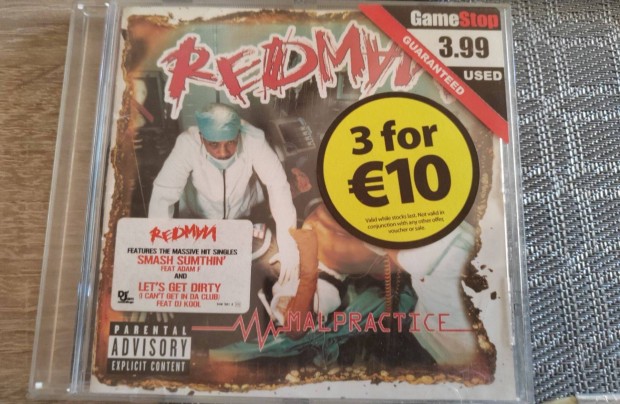 REDMAN
GameStop
3.99
GUARANTEED
USED
3 for
€10
Valid while stocks last. Not valid in
conjunction with any other offer,
voucher or sale.
REDMAN
FEATURES THE MASSIVE HIT SINGLES
SMASH SUMTHIN'
FEAT ADAM F
AND
LET'S GET DIRTY
(I CAN'T GET IN DA CLUB)
FEAT DJ KOOL
Def
MALPRACTICE
PARENTAL
ADVISORY
EXPLICIT CONTENT